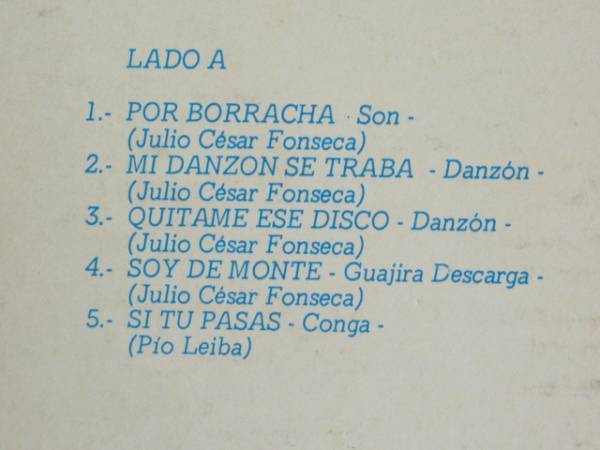 LADO A
1.- POR BORRACHA - Son -
(Julio César Fonseca)
2.- MI DANZON SE TRABA - Danzón -
(Julio César Fonseca)
3.- QUITAME ESE DISCO - Danzón -
(Julio César Fonseca)
4.- SOY DE MONTE - Guajira Descarga -
(Julio César Fonseca)
5.- SI TU PASAS - Conga -
(Pío Leiba)